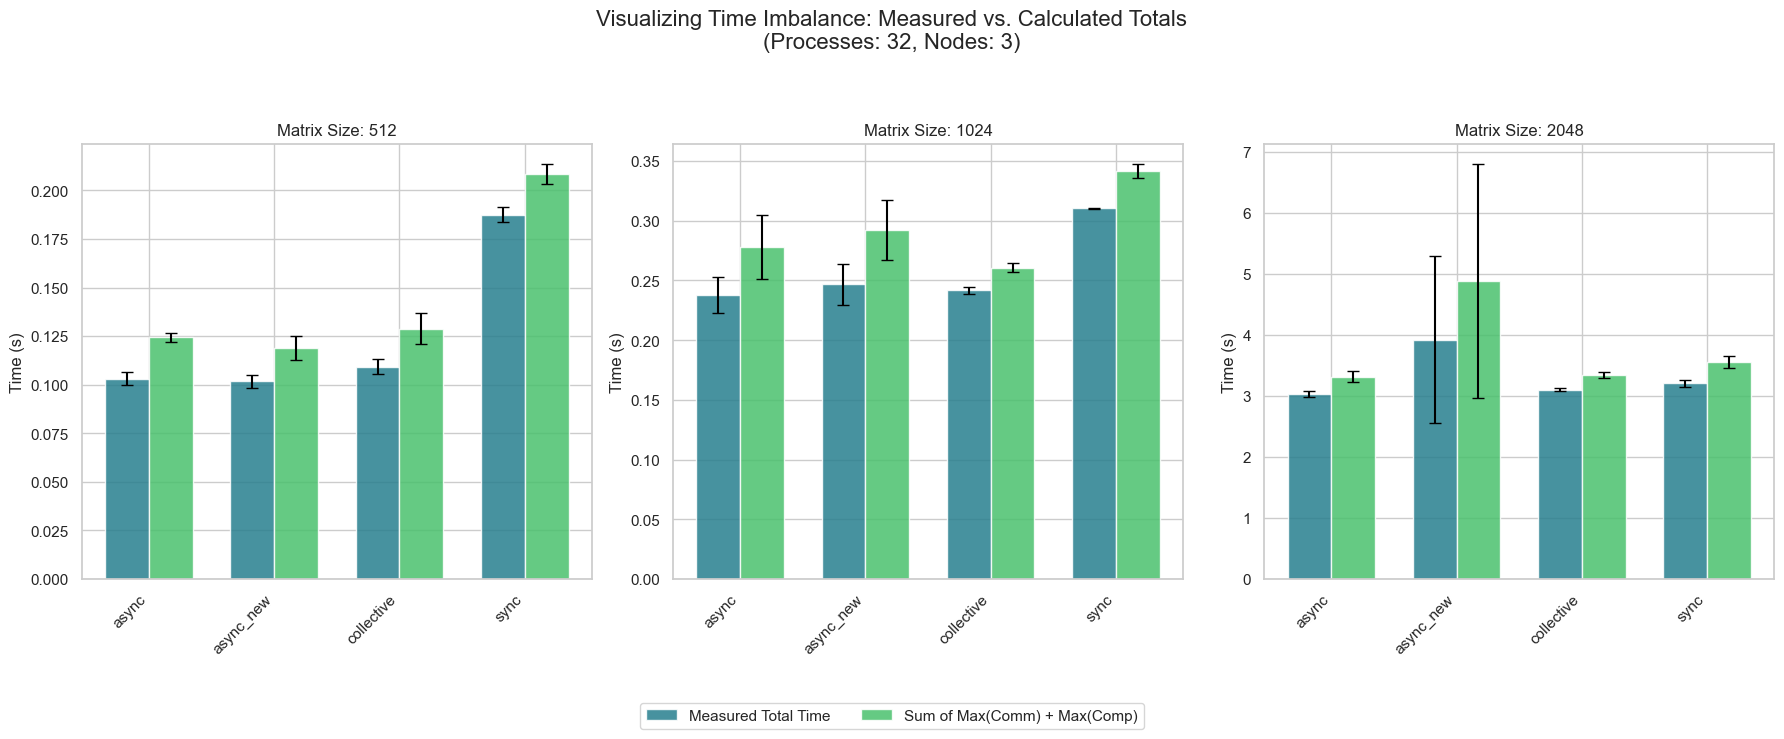 Visualizing Time Imbalance: Measured vs. Calculated Totals
(Processes: 32, Nodes: 3)
Matrix Size: 512
Time (s)
0.200
0.175
0.150
0.125
0.100
0.075
0.050
0.025
0.000
async
async_new
collective
sync
Matrix Size: 1024
Time (s)
0.35
0.30
0.25
0.20
0.15
0.10
0.05
0.00
async
async_new
collective
sync
Matrix Size: 2048
Time (s)
7
6
5
4
3
2
1
0
async
async_new
collective
sync
Measured Total Time
Sum of Max(Comm) + Max(Comp)